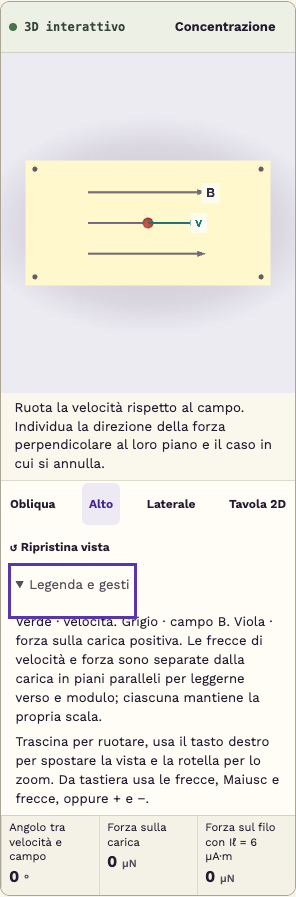 3D interattivo
Concentrazione
B
v
Ruota la velocità rispetto al campo.
Individua la direzione della forza
perpendicolare al loro piano e il caso in
cui si annulla.
Obliqua
Alto
Laterale
Tavola 2D
↺ Ripristina vista
▼ Legenda e gesti
Verde · velocità. Grigio · campo B. Viola ·
forza sulla carica positiva. Le frecce di
velocità e forza sono separate dalla
carica in piani paralleli per leggerne
verso e modulo; ciascuna mantiene la
propria scala.
Trascina per ruotare, usa il tasto destro
per spostare la vista e la rotella per lo
zoom. Da tastiera usa le frecce, Maiusc e
frecce, oppure + e −.
Angolo tra
velocità e
campo
0 °
Forza sulla
carica
0 µN
Forza sul filo
con Iℓ = 6
µA·m
0 µN